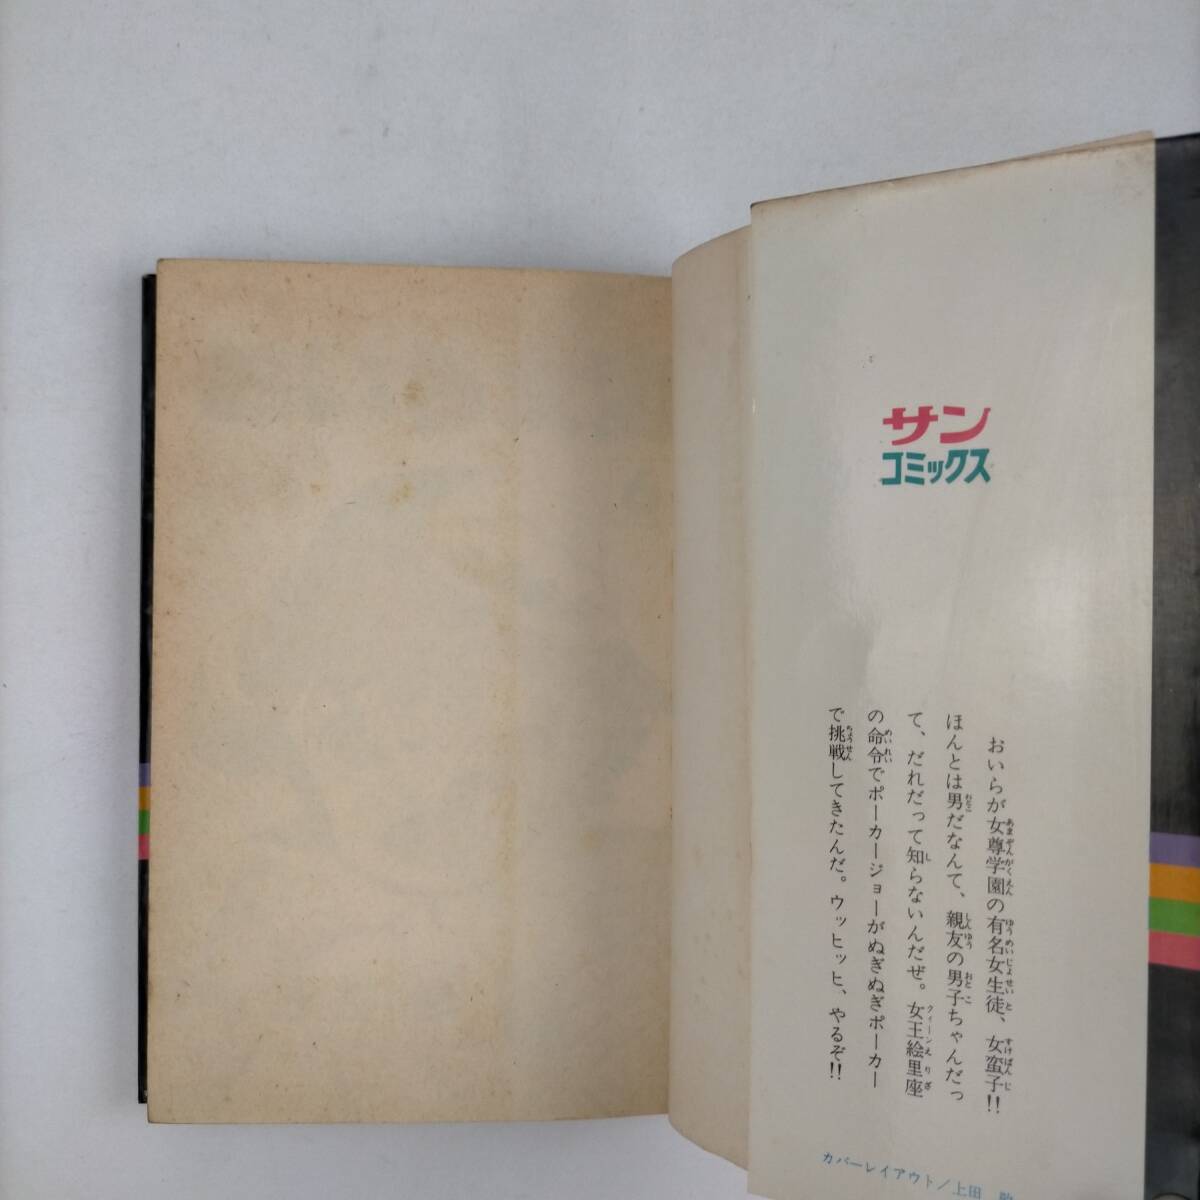 サン
コミックス
おいらが女尊学園の有名女生徒、女蛮子!!
ほんとは男だなんて、親友の男子ちゃんだっ
て、だれだって知らないんだぜ。女王絵里座
の命令でポーカージョーがぬぎぬぎポーカー
で挑戦してきたんだ。ウッヒッヒ、やるぞ!!
カバーレイアウト/上田